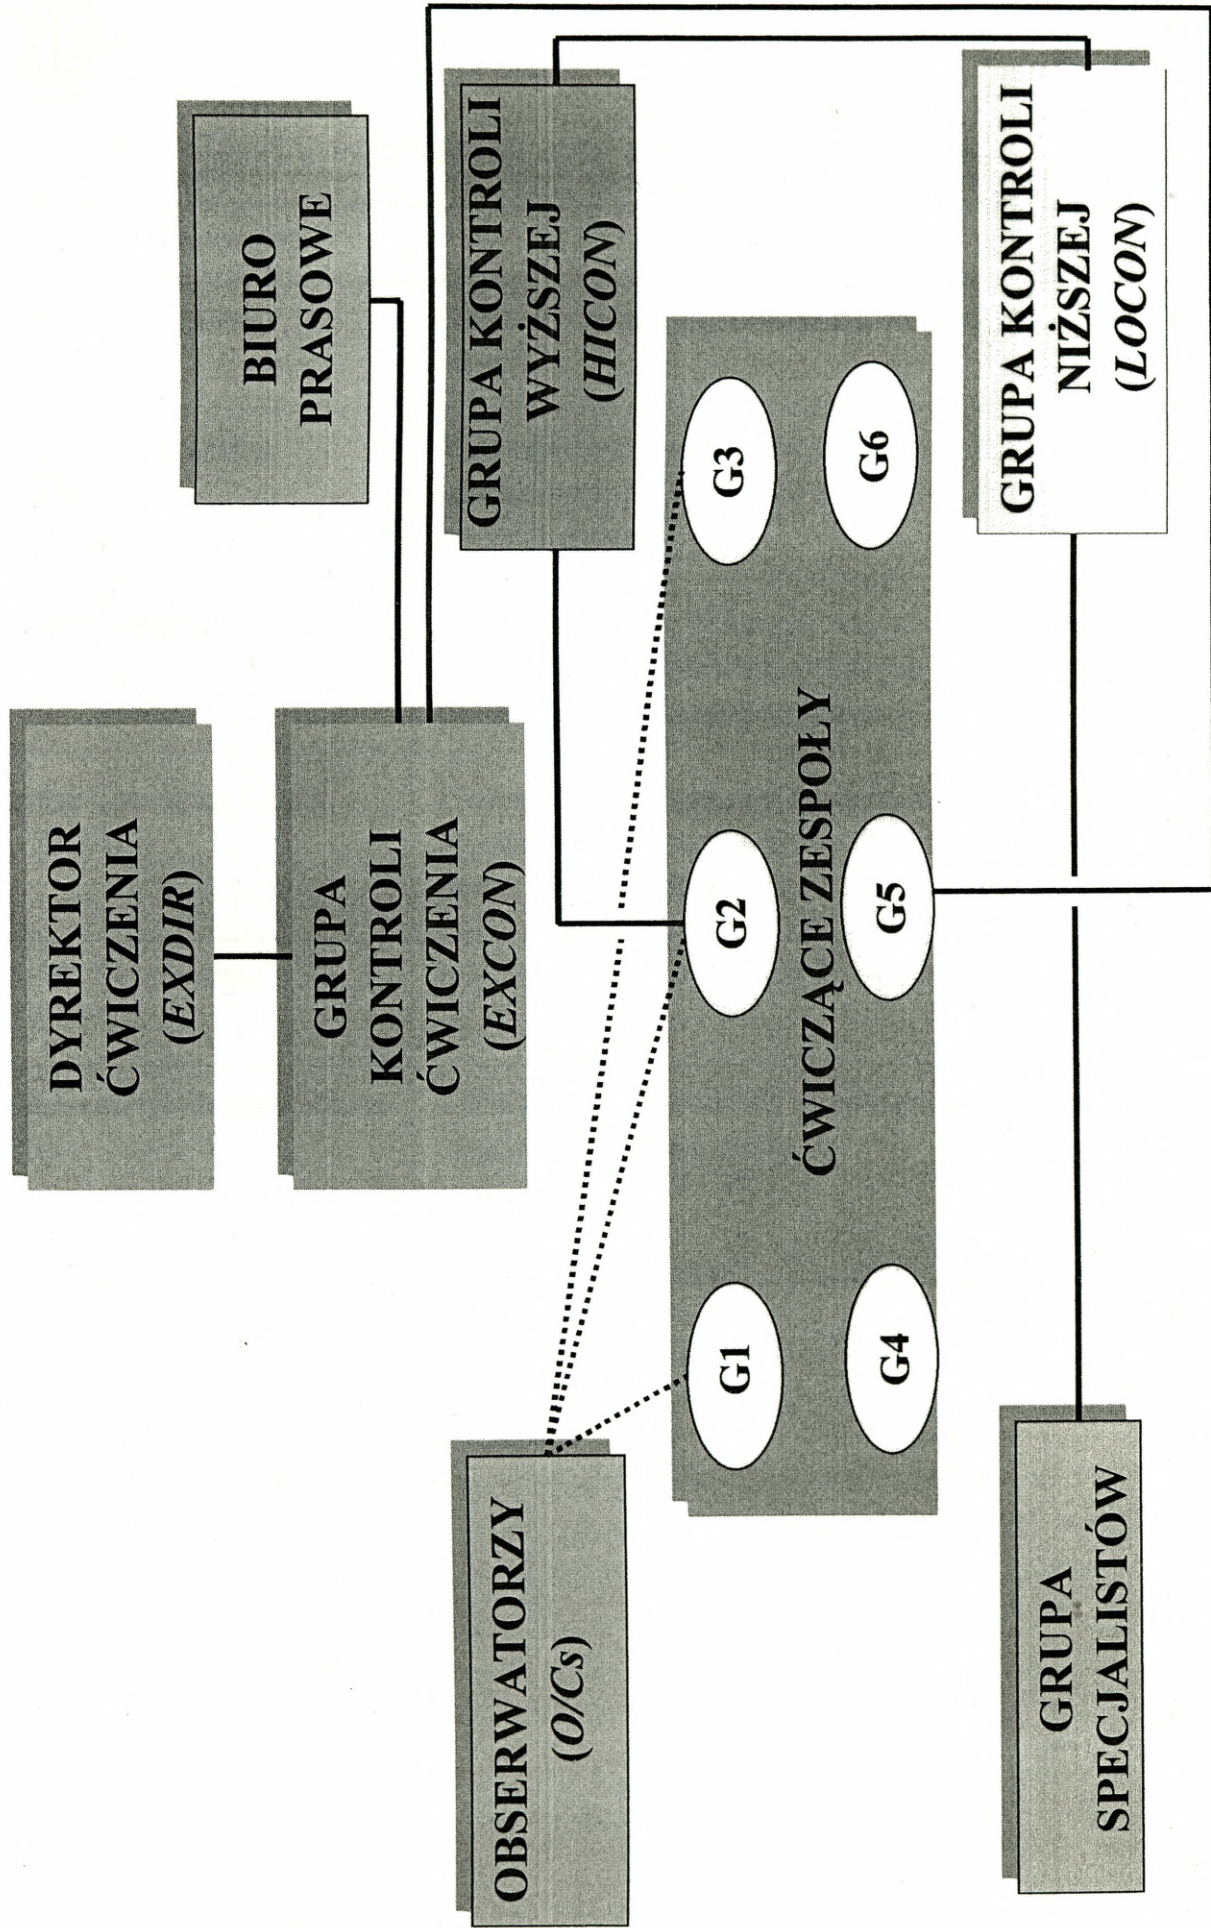 DYREKTOR
ĆWICZENIA
(EXDIR)
GRUPA
KONTROLI
ĆWICZENIA
(EXCON)
BIURO
PRASOWE
OBSERWATORZY
(O/Cs)
GRUPA KONTROLI
WYŻSZEJ
(HICON)
G1
G2
G3
ĆWICZĄCE ZESPOŁY
G4
G5
G6
GRUPA
SPECJALISTÓW
GRUPA KONTROLI
NIŻSZEJ
(LOCON)